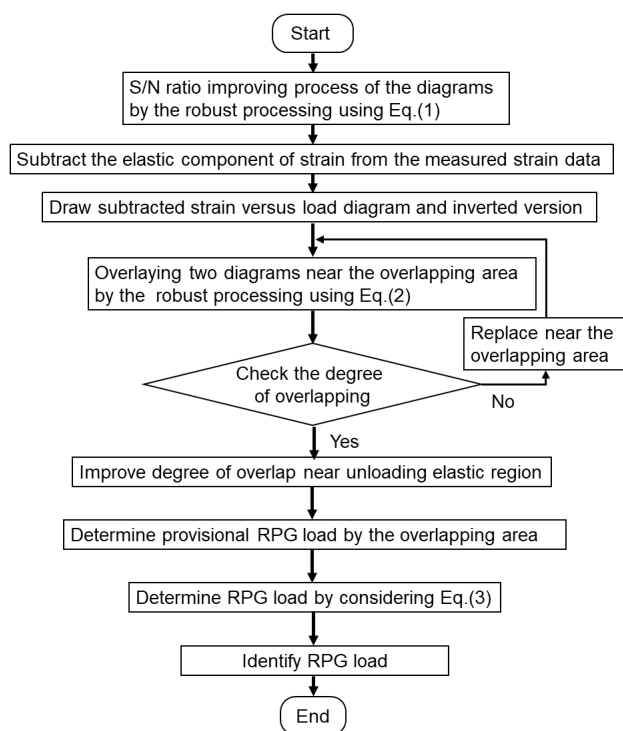 Start
S/N ratio improving process of the diagrams
by the robust processing using Eq.(1)
Subtract the elastic component of strain from the measured strain data
Draw subtracted strain versus load diagram and inverted version
Overlaying two diagrams near the overlapping area
by the robust processing using Eq.(2)
Replace near the
overlapping area
Check the degree
of overlapping
No
Yes
Improve degree of overlap near unloading elastic region
Determine provisional RPG load by the overlapping area
Determine RPG load by considering Eq.(3)
Identify RPG load
End